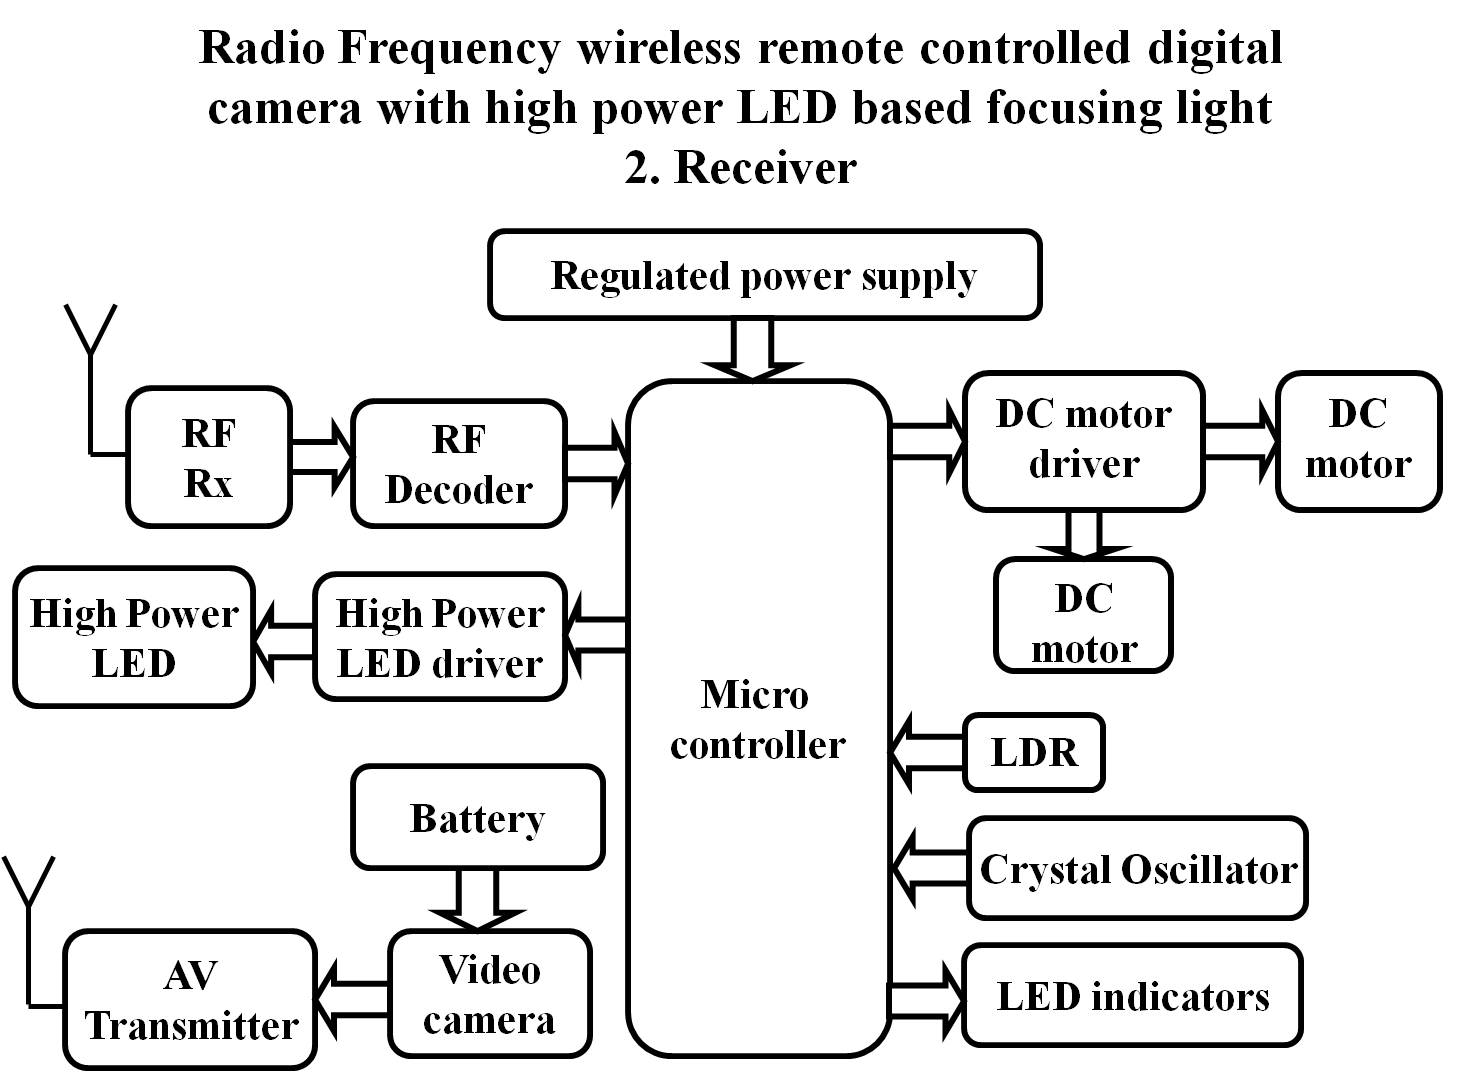 Radio Frequency wireless remote controlled digital
camera with high power LED based focusing light
2. Receiver
Regulated power supply
RF
Rx
RF
Decoder
DC motor
driver
DC
motor
DC
motor
High Power
LED
High Power
LED driver
Micro
controller
LDR
Battery
Crystal Oscillator
AV
Transmitter
Video
camera
LED indicators